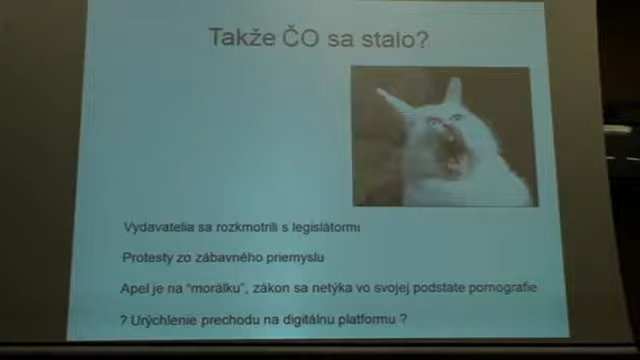 Takže ČO sa stalo?
Vydavatelia sa rozkmotrili s legislátormi
Protesty zo zábavného priemyslu
Apel je na "morálku", zákon sa netýka vo svojej podstate pornografie
? Urýchlenie prechodu na digitálnu platformu ?